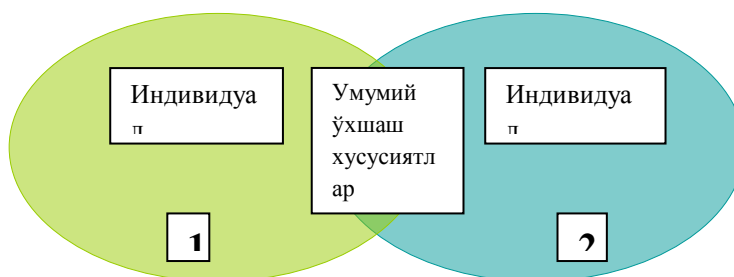 Индивидуа
л
Умумий
ўхшаш
хусусиятл
ар
Индивидуа
л
1
2